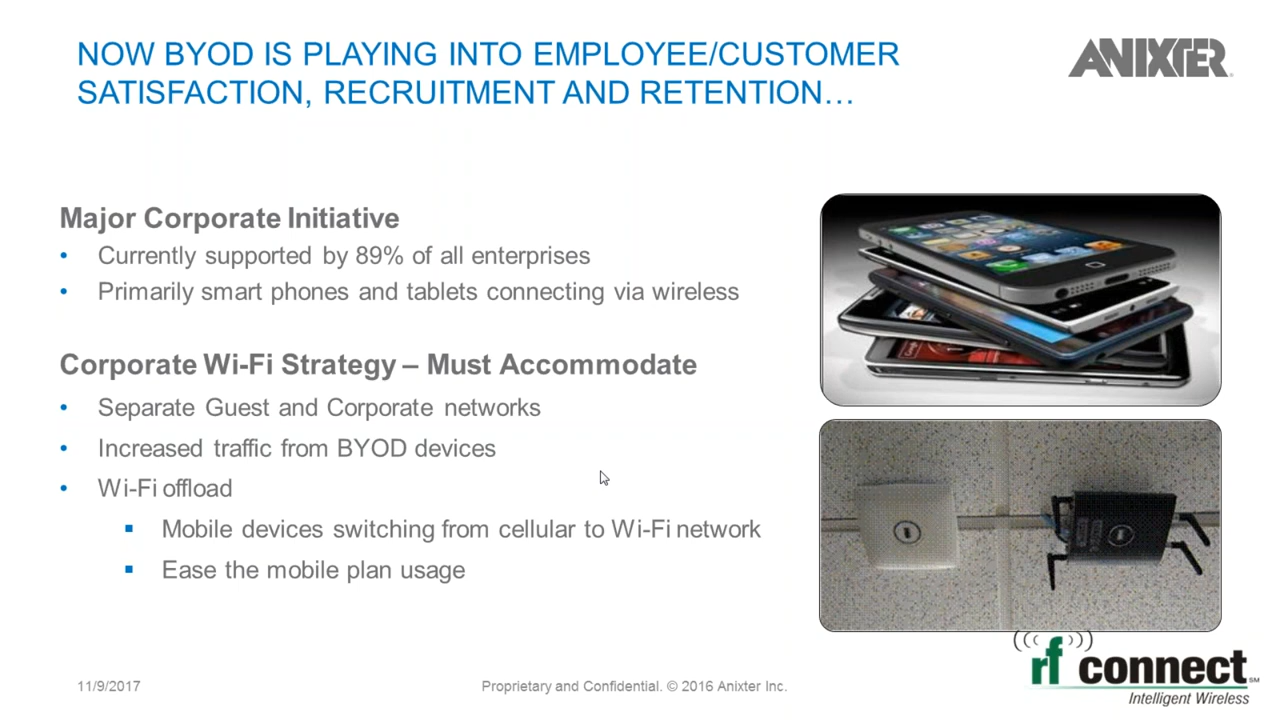 NOW BYOD IS PLAYING INTO EMPLOYEE/CUSTOMER
SATISFACTION, RECRUITMENT AND RETENTION…
ANIXTER
Major Corporate Initiative
• Currently supported by 89% of all enterprises
• Primarily smart phones and tablets connecting via wireless
Corporate Wi-Fi Strategy – Must Accommodate
• Separate Guest and Corporate networks
• Increased traffic from BYOD devices
• Wi-Fi offload
▪ Mobile devices switching from cellular to Wi-Fi network
▪ Ease the mobile plan usage
11/9/2017
Proprietary and Confidential. © 2016 Anixter Inc.
rf connect SM
Intelligent Wireless